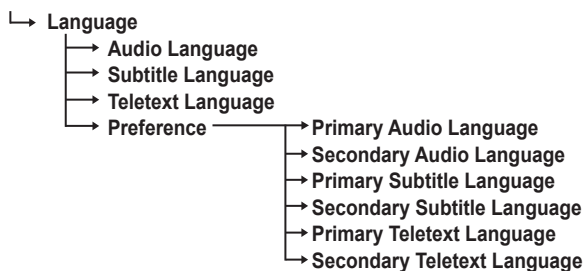 Language
Audio Language
Subtitle Language
Teletext Language
Preference
Primary Audio Language
Secondary Audio Language
Primary Subtitle Language
Secondary Subtitle Language
Primary Teletext Language
Secondary Teletext Language